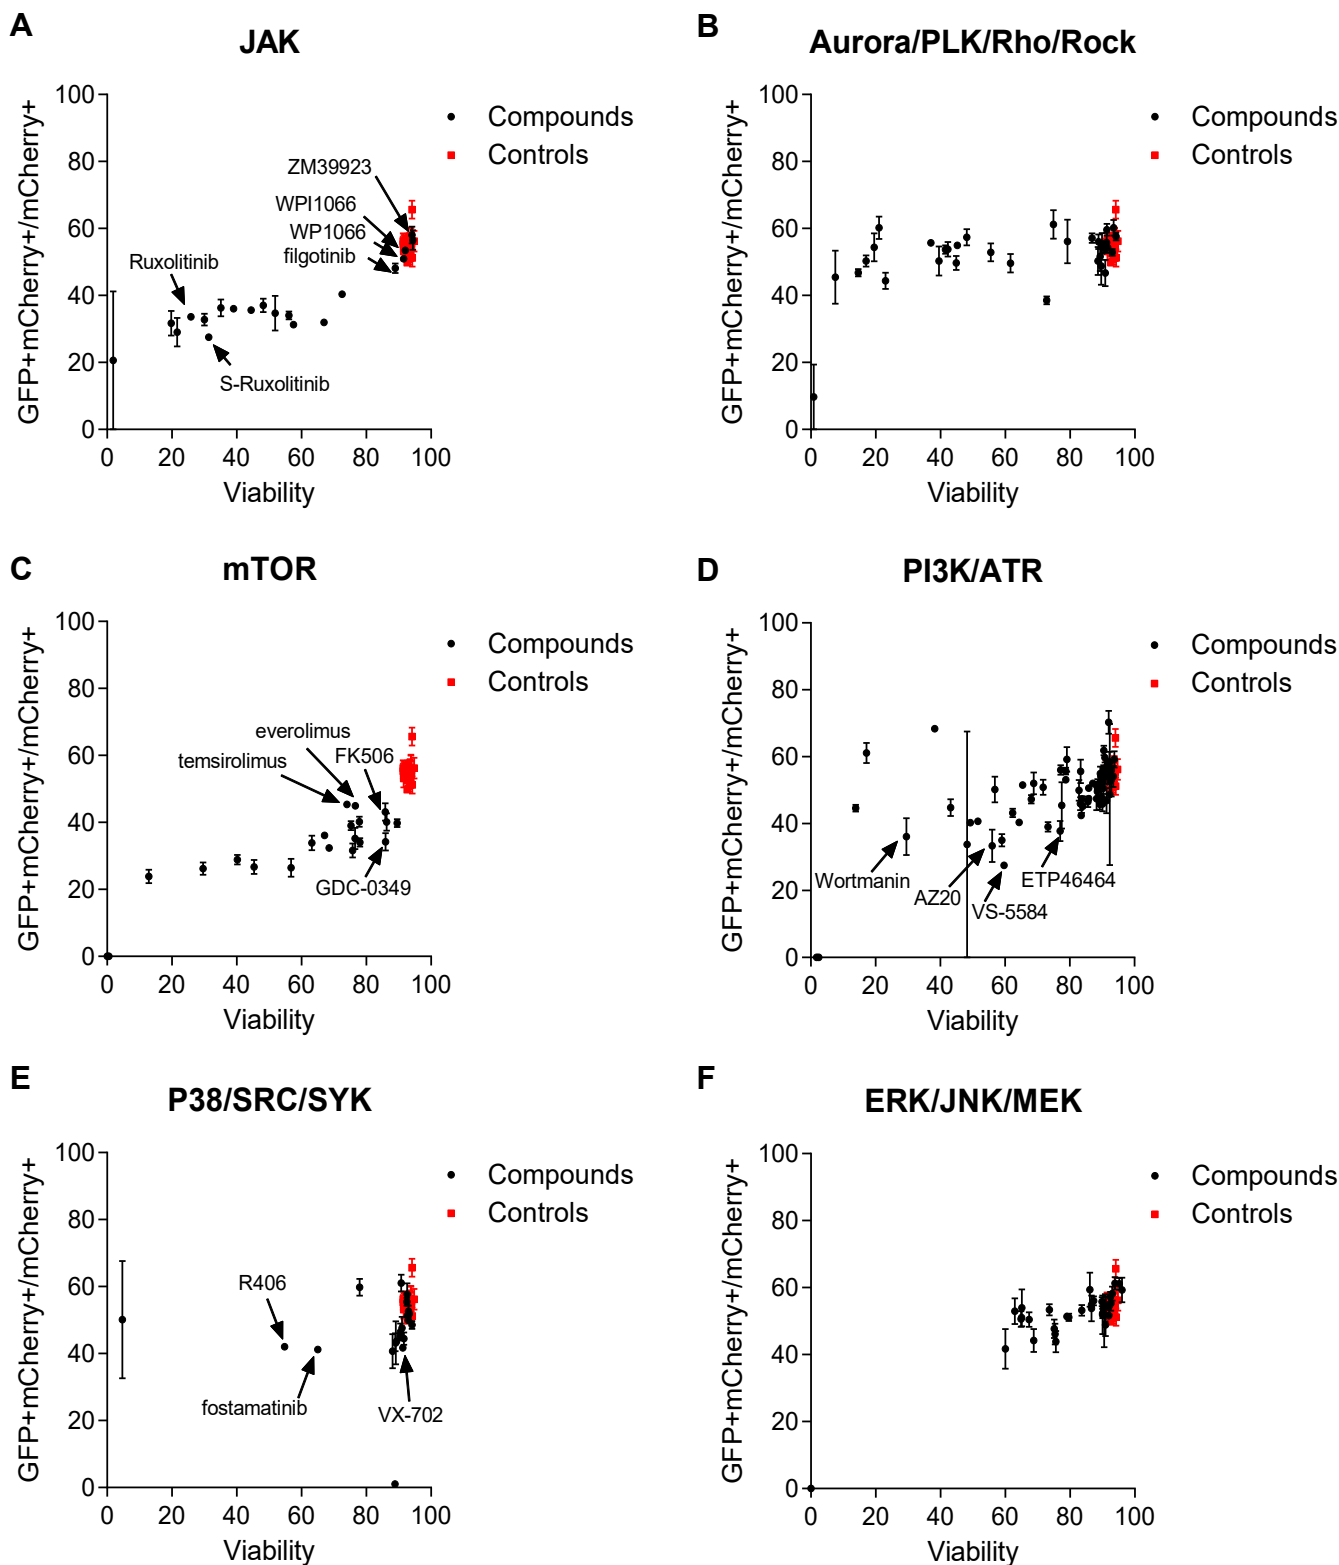 A
JAK
GFP+mCherry+/mCherry+
100
80
60
40
20
0
0 20 40 60 80 100
Viability
Compounds
Controls
ZM39923
WPI1066
WP1066
filgotinib
Ruxolitinib
S-Ruxolitinib
B
Aurora/PLK/Rho/Rock
GFP+mCherry+/mCherry+
100
80
60
40
20
0
0 20 40 60 80 100
Viability
Compounds
Controls
C
mTOR
GFP+mCherry+/mCherry+
100
80
60
40
20
0
0 20 40 60 80 100
Viability
Compounds
Controls
everolimus
FK506
temsirolimus
GDC-0349
D
PI3K/ATR
GFP+mCherry+/mCherry+
100
80
60
40
20
0
0 20 40 60 80 100
Viability
Compounds
Controls
Wortmanin
AZ20
VS-5584
ETP46464
E
P38/SRC/SYK
GFP+mCherry+/mCherry+
100
80
60
40
20
0
0 20 40 60 80 100
Viability
Compounds
Controls
R406
fostamatinib
VX-702
F
ERK/JNK/MEK
GFP+mCherry+/mCherry+
100
80
60
40
20
0
0 20 40 60 80 100
Viability
Compounds
Controls